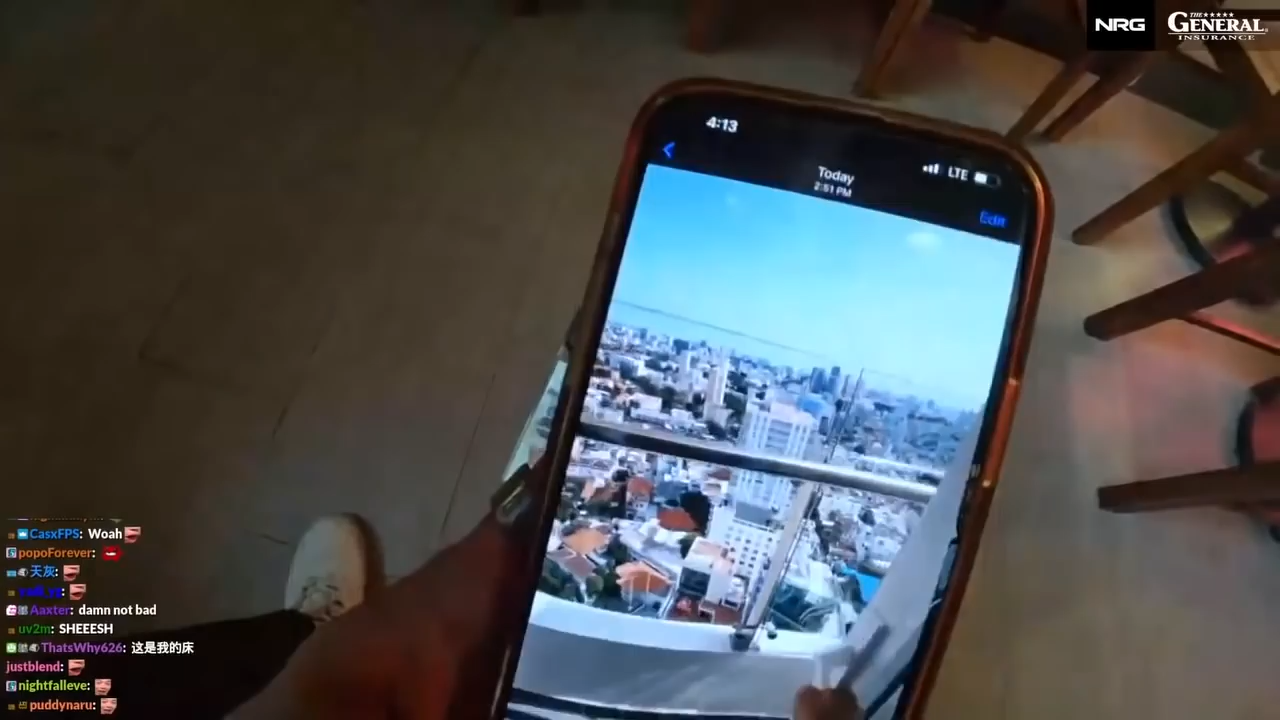 NRG
THE GENERAL
INSURANCE
4:13
LTE
Today
2:51 PM
Edit
CasxFPS: Woah
popoForever:
天灰:
Aaxter: damn not bad
uv2m: SHEEESH
ThatsWhy626: 这是我的床
justblend:
nightfalleve:
puddynaru: